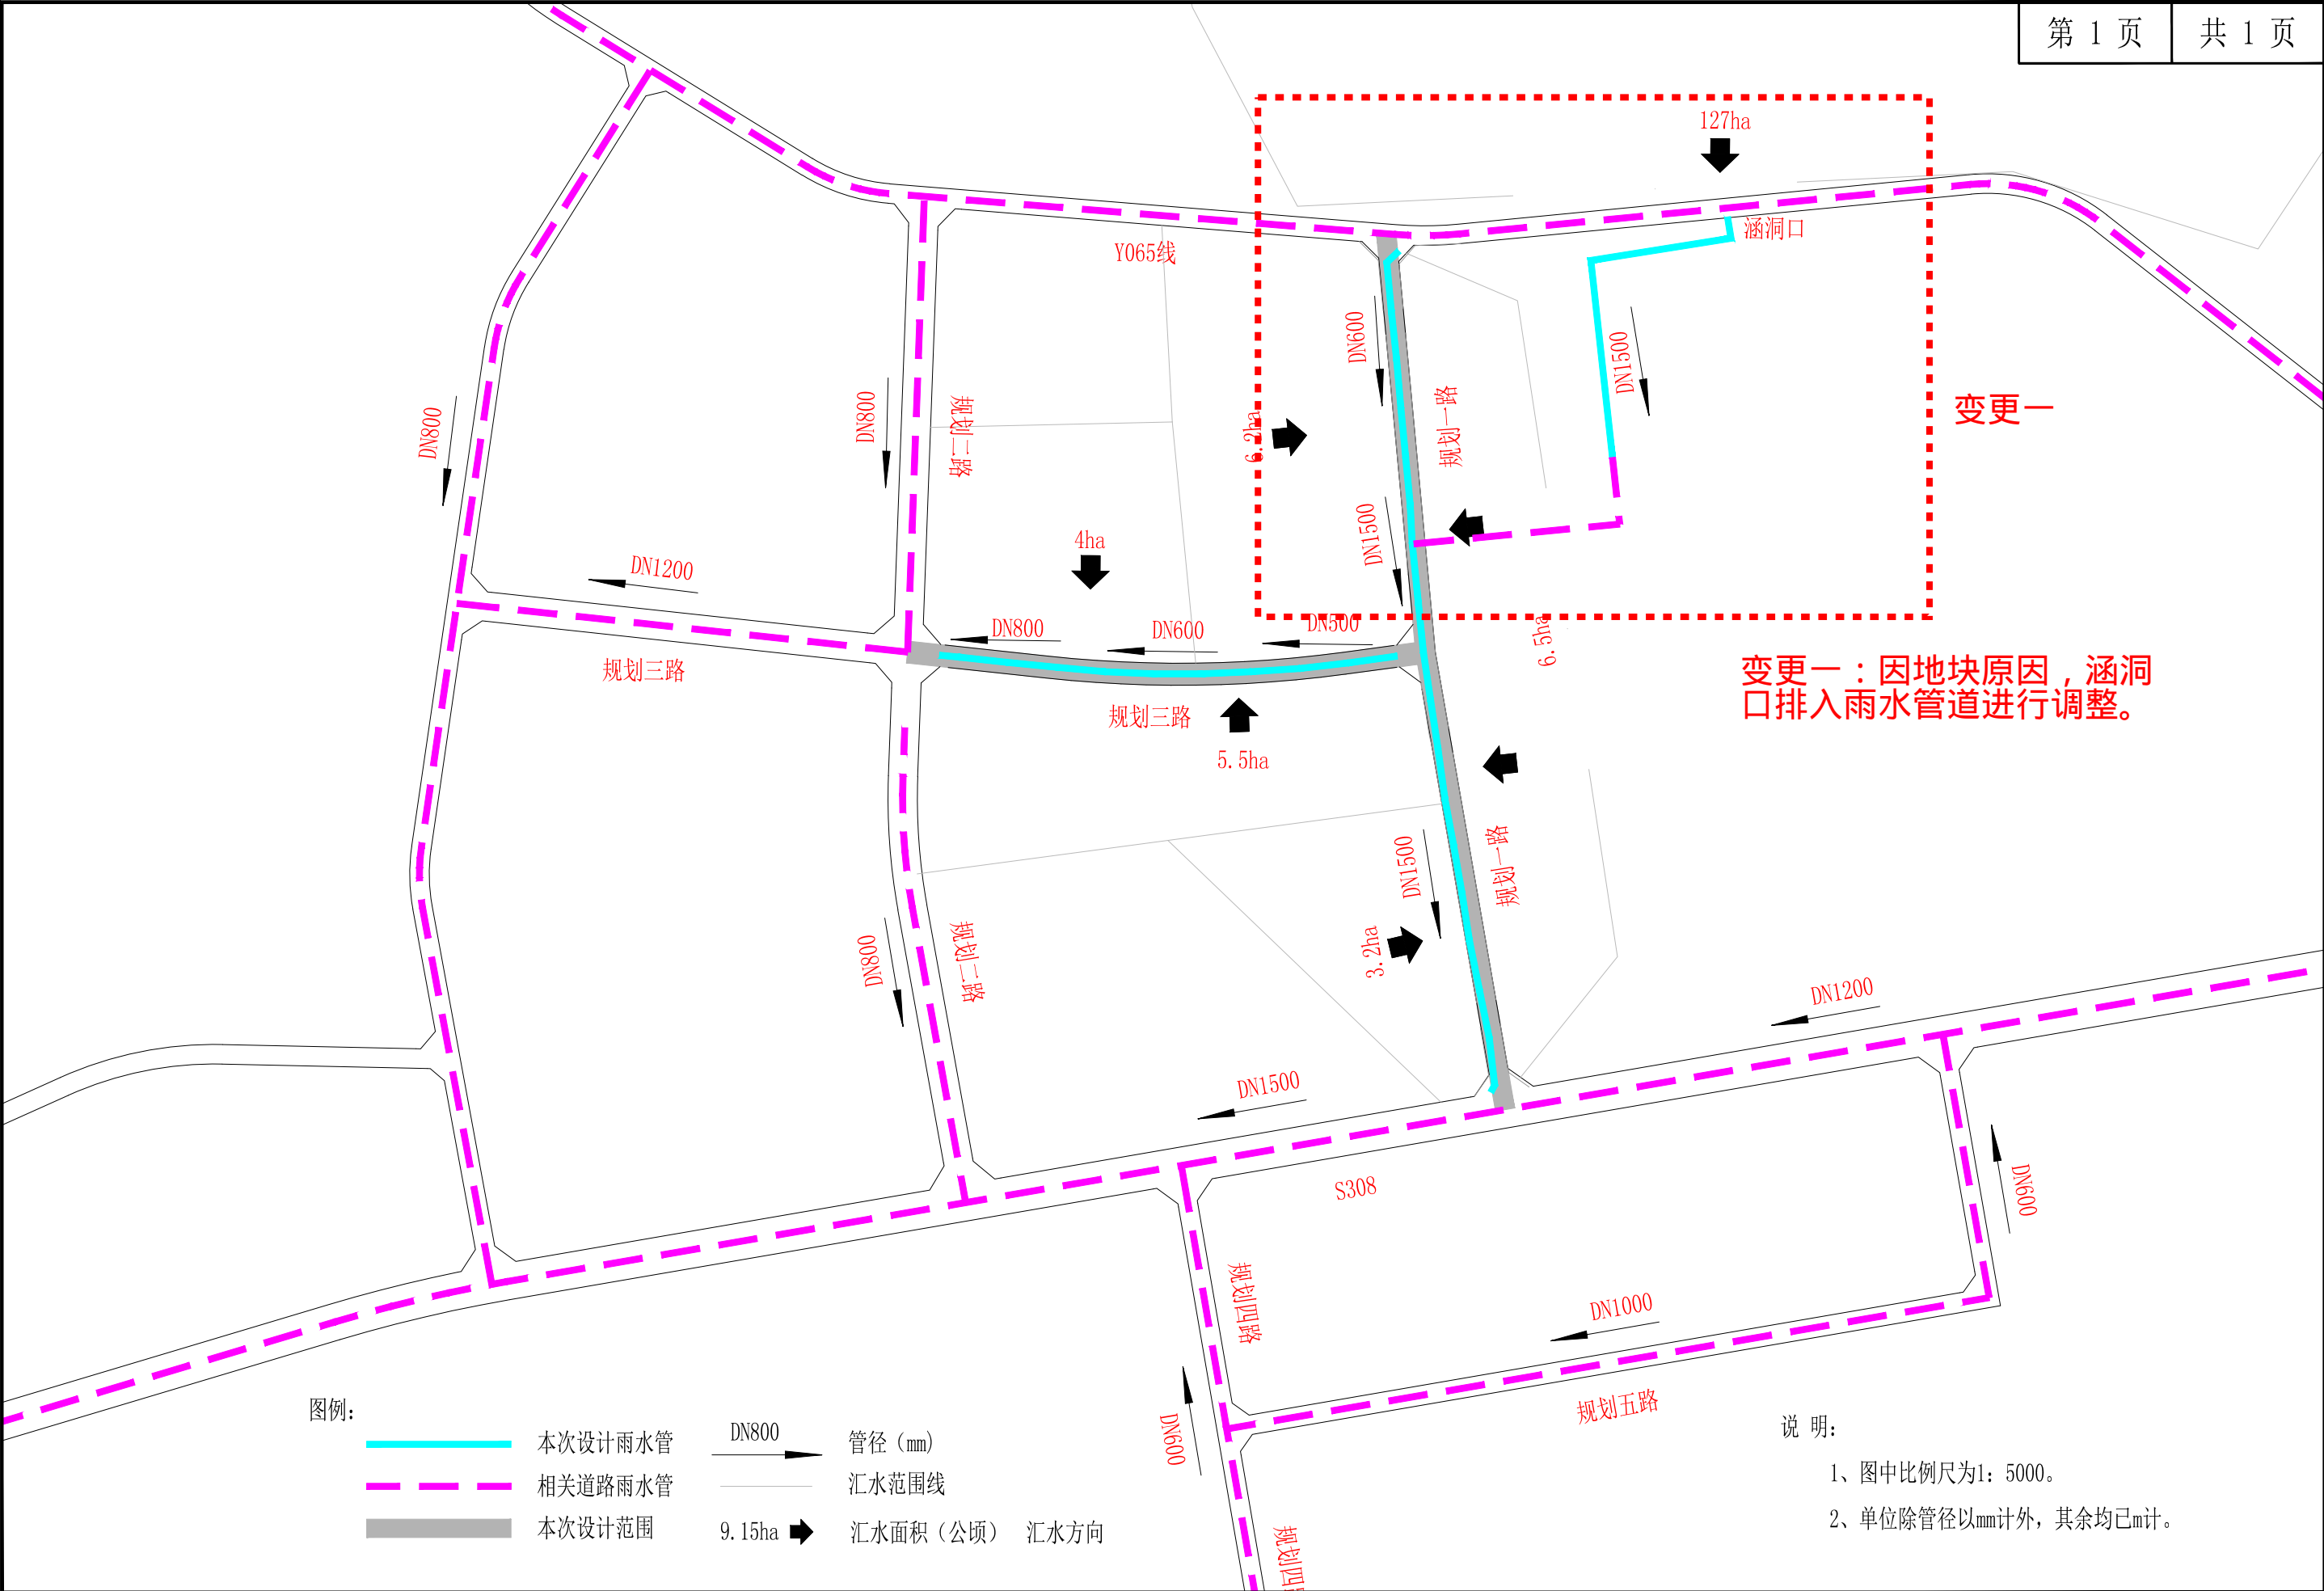 第 1 页
共 1 页
127ha
涵洞口
Y065线
DN600
DN1500
变更一
DN800
DN800
规划二路
规划一路
6.2ha
DN1500
4ha
DN1200
DN800
DN600
DN500
6.5ha
规划三路
变更一：因地块原因，涵洞
口排入雨水管道进行调整。
规划三路
5.5ha
DN1500
规划一路
DN800
规划二路
3.2ha
DN1200
DN1500
S308
DN600
规划四路
DN1000
规划五路
DN600
规划四
图例：
本次设计雨水管
DN800
管径（mm）
相关道路雨水管
汇水范围线
本次设计范围
9.15ha
汇水面积（公顷） 汇水方向
说 明：
1、图中比例尺为1：5000。
2、单位除管径以mm计外，其余均已m计。